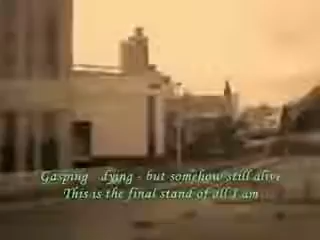 Gasping dying - but somehow still alive
This is the final stand of all I am